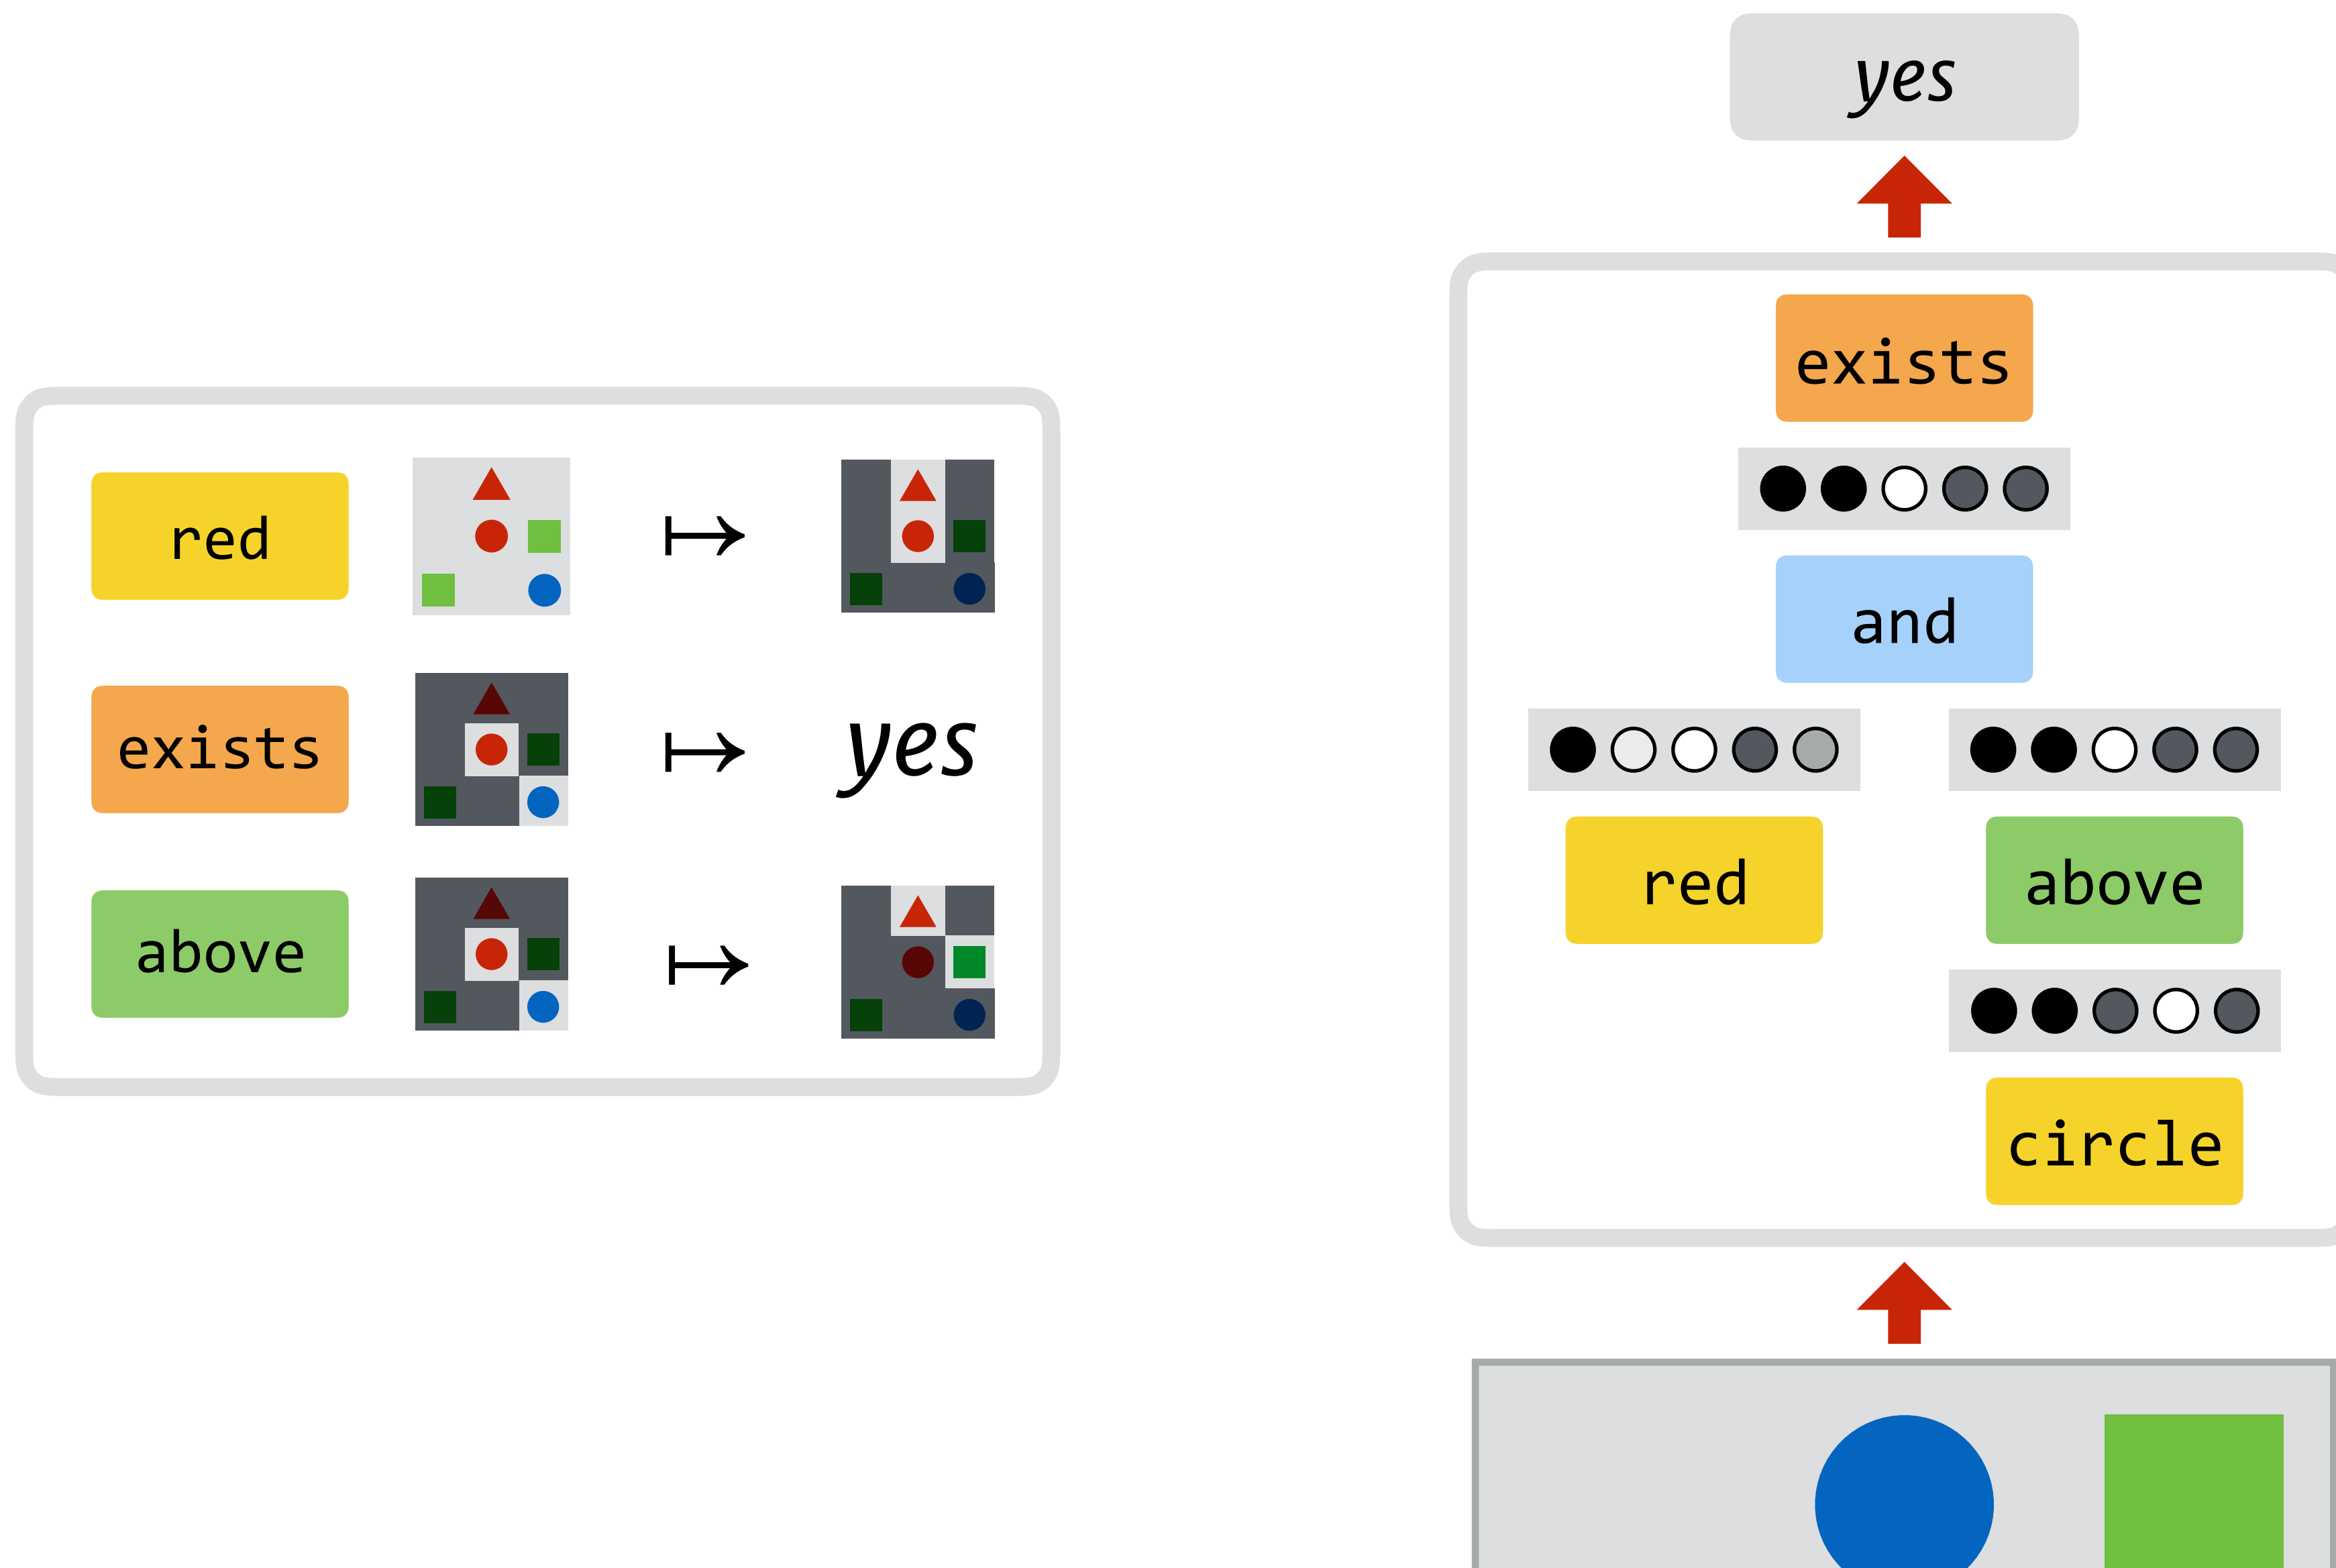 red
exists
yes
above
yes
exists
and
red
above
circle